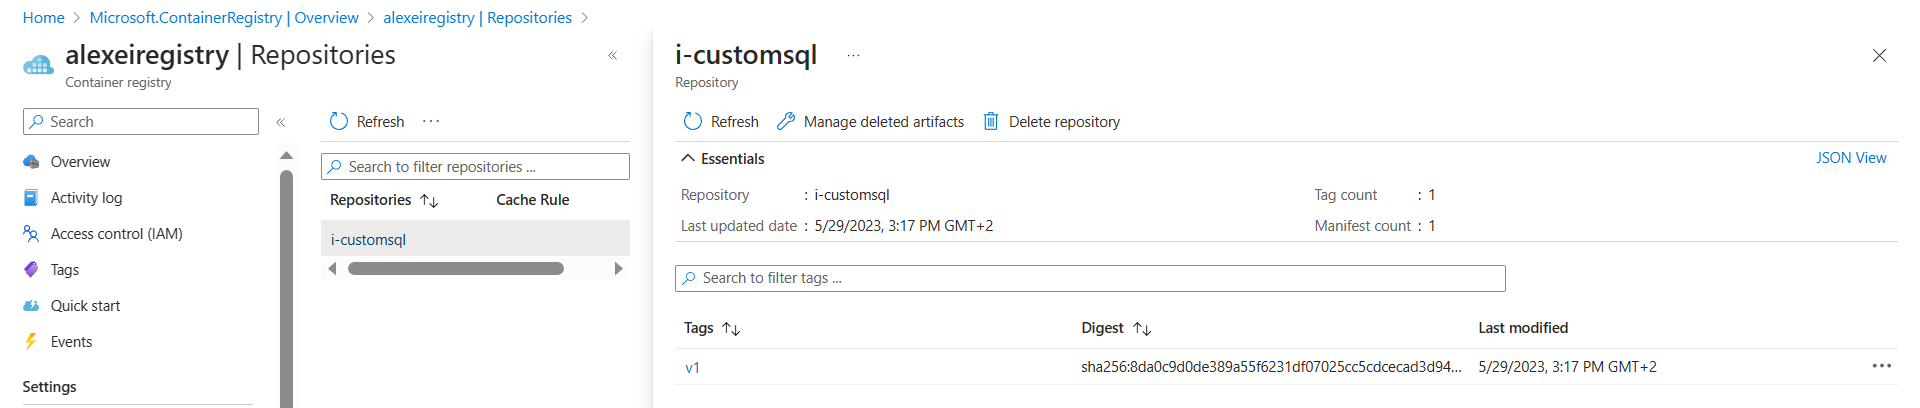 Home > Microsoft.ContainerRegistry | Overview > alexeiregistry | Repositories >
alexeiregistry | Repositories
Container registry
Search
Overview
Activity log
Access control (IAM)
Tags
Quick start
Events
Settings
Refresh ...
Search to filter repositories ...
Repositories Cache Rule
i-customsql
i-customsql ...
Repository
Refresh Manage deleted artifacts Delete repository
Essentials JSON View
Repository : i-customsql Tag count : 1
Last updated date : 5/29/2023, 3:17 PM GMT+2 Manifest count : 1
Search to filter tags ...
Tags Digest Last modified
v1 sha256:8da0c9d0de389a55f6231df07025cc5cdcecad3d94... 5/29/2023, 3:17 PM GMT+2 ...